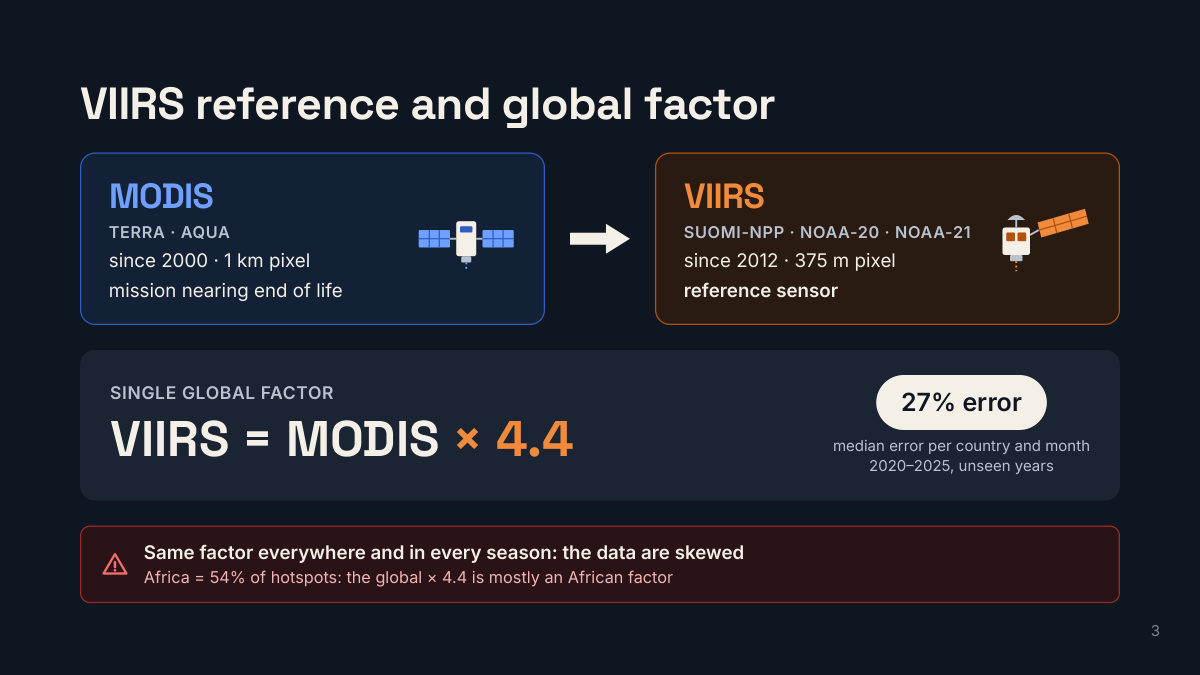 VIIRS reference and global factor
MODIS
TERRA · AQUA
since 2000 · 1 km pixel
mission nearing end of life
VIIRS
SUOMI-NPP · NOAA-20 · NOAA-21
since 2012 · 375 m pixel
reference sensor
SINGLE GLOBAL FACTOR
VIIRS = MODIS × 4.4
27% error
median error per country and month
2020–2025, unseen years
Same factor everywhere and in every season: the data are skewed
Africa = 54% of hotspots: the global × 4.4 is mostly an African factor
3